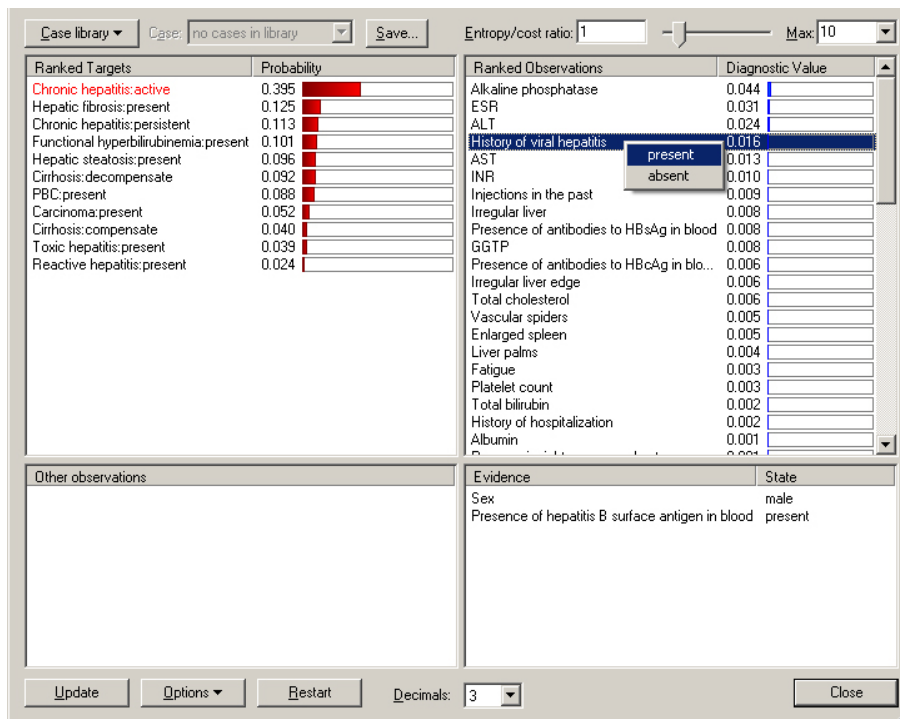 Case library Case: no cases in library Save... Entropy/cost ratio: 1 Max: 10
Ranked Targets Probability
Chronic hepatitis:active 0.395
Hepatic fibrosis:present 0.125
Chronic hepatitis:persistent 0.113
Functional hyperbilirubinemia:present 0.101
Hepatic steatosis:present 0.096
Cirrhosis:decompensate 0.092
PBC:present 0.088
Carcinoma:present 0.052
Cirrhosis:compensate 0.040
Toxic hepatitis:present 0.039
Reactive hepatitis:present 0.024
Ranked Observations Diagnostic Value
Alkaline phosphatase 0.044
ESR 0.031
ALT 0.024
History of viral hepatitis 0.016
present
absent
AST 0.013
INR 0.010
Injections in the past 0.009
Irregular liver 0.008
Presence of antibodies to HBsAg in blood 0.008
GGTP 0.008
Presence of antibodies to HBcAg in blo... 0.006
Irregular liver edge 0.006
Total cholesterol 0.006
Vascular spiders 0.005
Enlarged spleen 0.005
Liver palms 0.004
Fatigue 0.003
Platelet count 0.003
Total bilirubin 0.002
History of hospitalization 0.002
Albumin 0.001
Other observations
Evidence State
Sex male
Presence of hepatitis B surface antigen in blood present
Update Options Restart Decimals: 3 Close